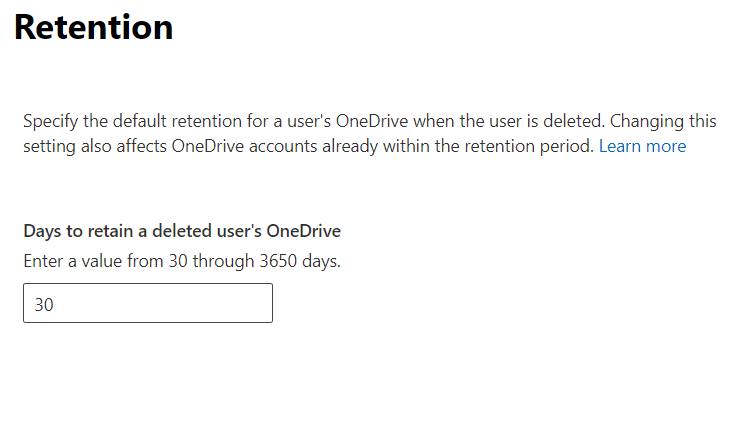 Retention
Specify the default retention for a user's OneDrive when the user is deleted. Changing this
setting also affects OneDrive accounts already within the retention period. Learn more
Days to retain a deleted user's OneDrive
Enter a value from 30 through 3650 days.
30